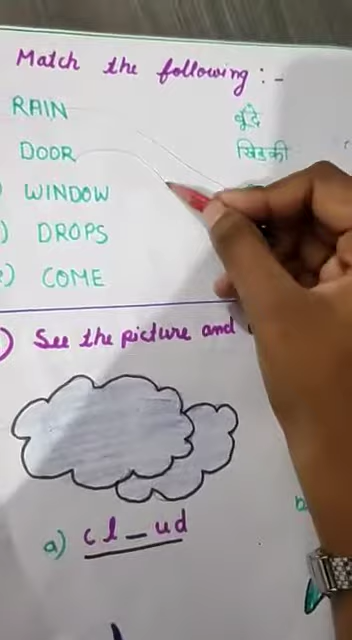 Match the following :-
RAIN बूँदे
DOOR खिड़की
WINDOW
) DROPS
) COME
) See the picture and
a) cl_ud
b